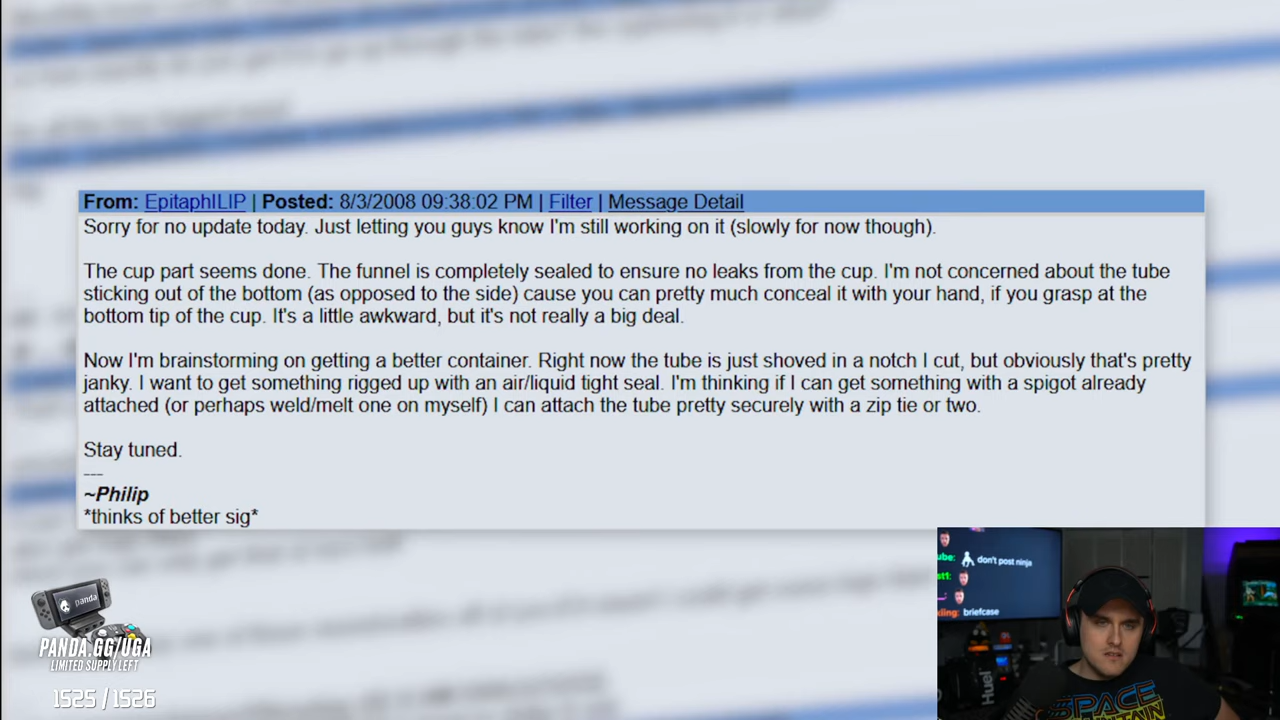 From: EpitaphILIP | Posted: 8/3/2008 09:38:02 PM | Filter | Message Detail
Sorry for no update today. Just letting you guys know I'm still working on it (slowly for now though).
The cup part seems done. The funnel is completely sealed to ensure no leaks from the cup. I'm not concerned about the tube
sticking out of the bottom (as opposed to the side) cause you can pretty much conceal it with your hand, if you grasp at the
bottom tip of the cup. It's a little awkward, but it's not really a big deal.
Now I'm brainstorming on getting a better container. Right now the tube is just shoved in a notch I cut, but obviously that's pretty
janky. I want to get something rigged up with an air/liquid tight seal. I'm thinking if I can get something with a spigot already
attached (or perhaps weld/melt one on myself) I can attach the tube pretty securely with a zip tie or two.
Stay tuned.
---
~Philip
*thinks of better sig*
ube: don't post ninja
st1:
ling: briefcase
panda
PANDA.GG/UGA
LIMITED SUPPLY LEFT
1525 / 1526
Huel
SPACE